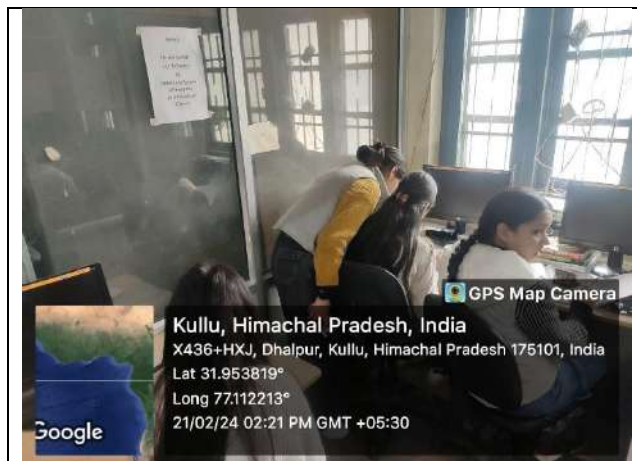 GPS Map Camera
Kullu, Himachal Pradesh, India
X436+HXJ, Dhalpur, Kullu, Himachal Pradesh 175101, India
Lat 31.953819°
Long 77.112213°
21/02/24 02:21 PM GMT +05:30
Google